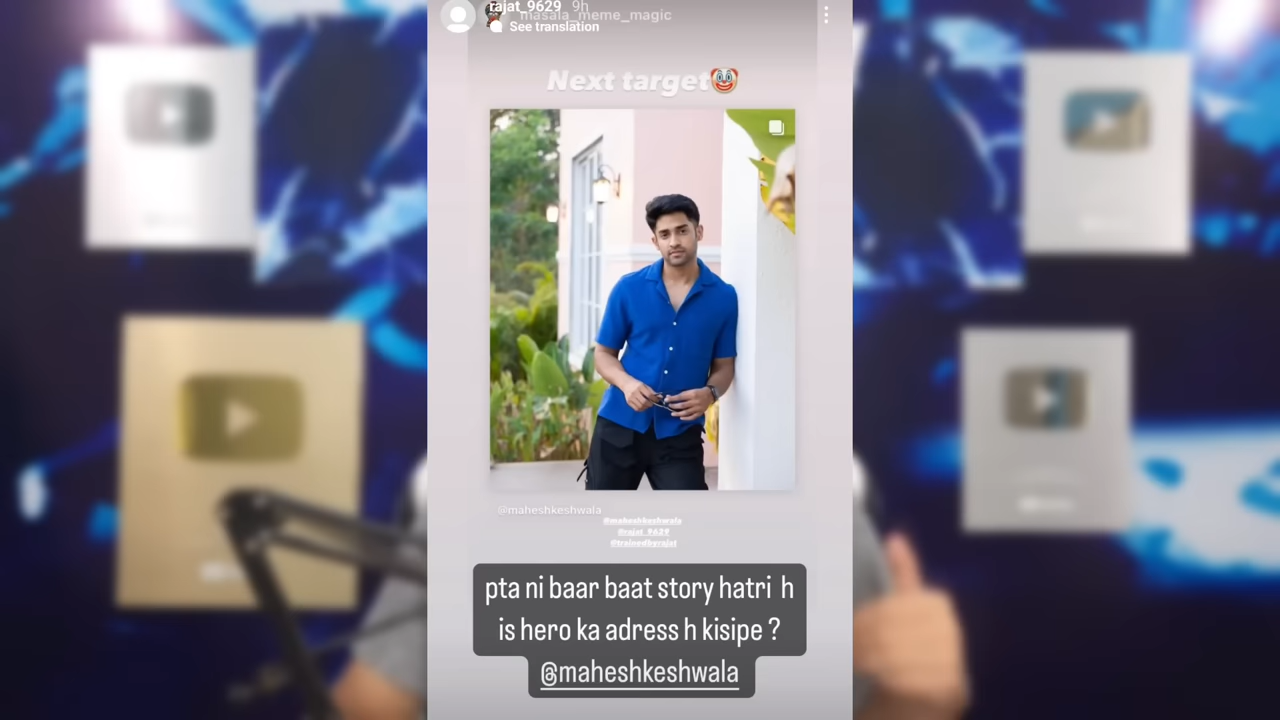 rajat_9629 9h
masala_meme_magic
See translation
Next target🤡
@maheshkeshwala
@maheshkeshwala
@rajat_9629
@trainedbyrajat
pta ni baar baat story hatri h
is hero ka adress h kisipe ?
@maheshkeshwala